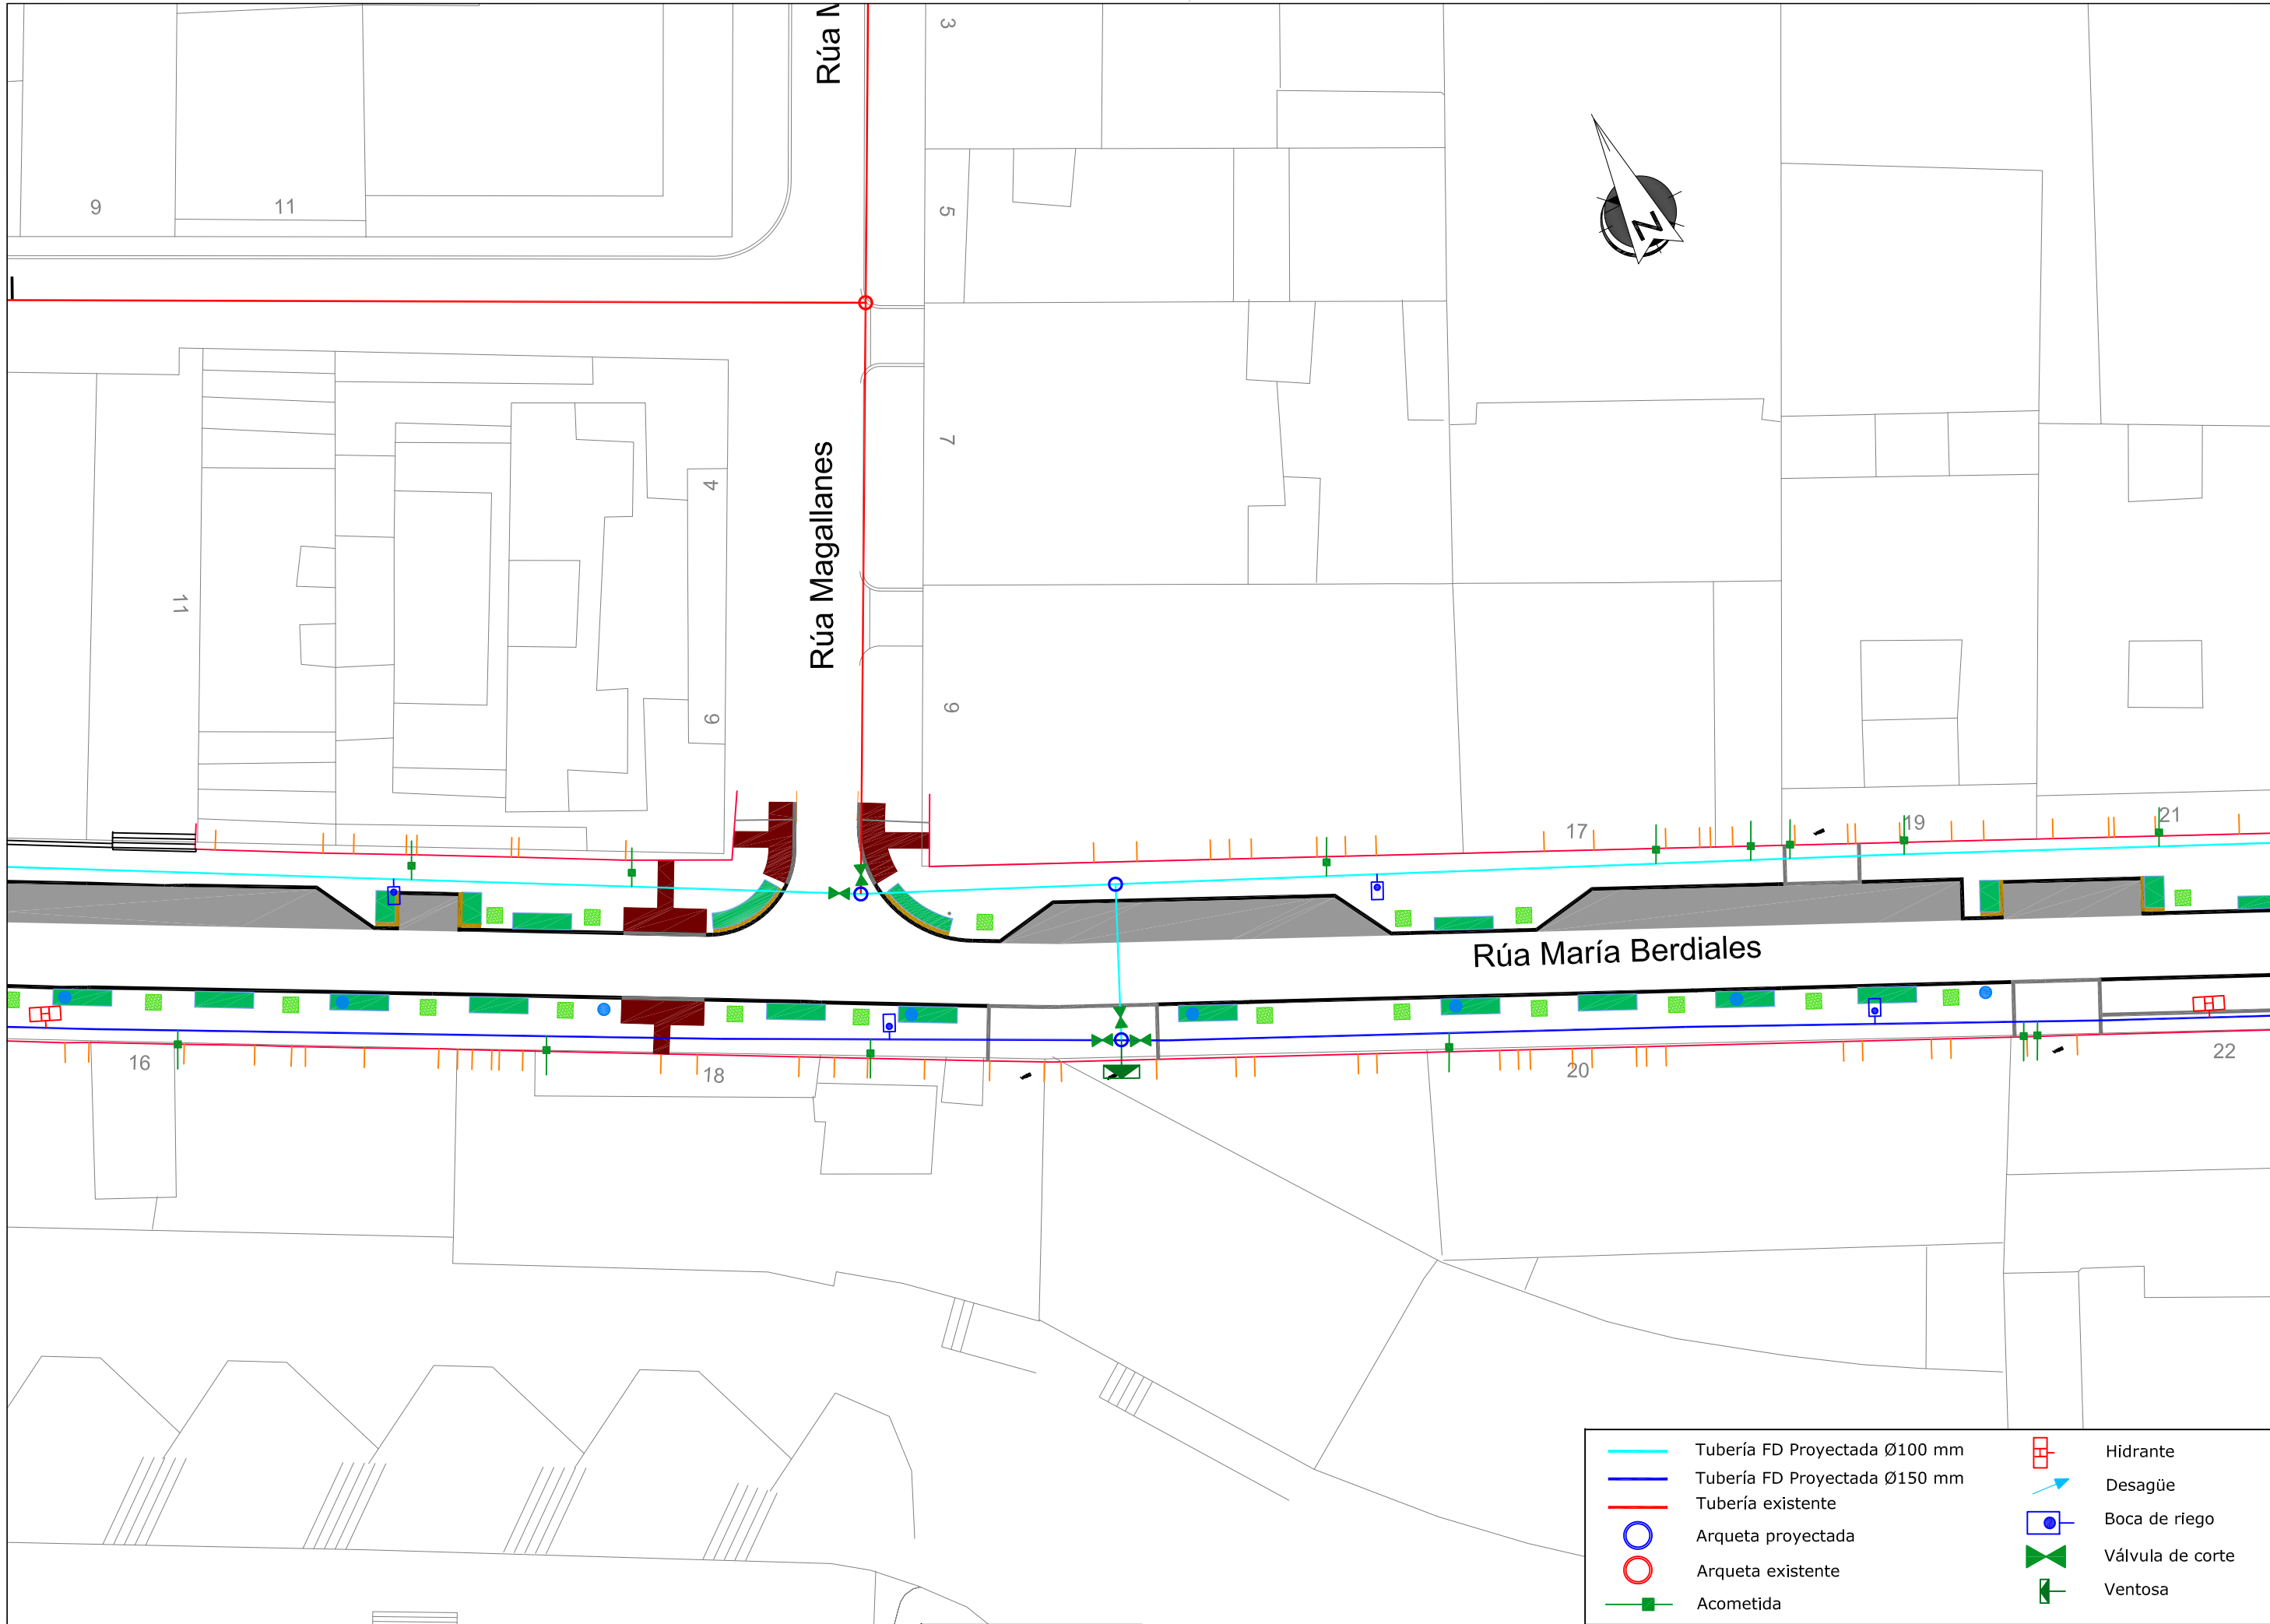 Rúa M
3
9
11
5
N
7
4
Rúa Magallanes
11
6
9
17
19
21
Rúa María Berdiales
16
18
20
22
Tubería FD Proyectada Ø100 mm
Tubería FD Proyectada Ø150 mm
Tubería existente
Arqueta proyectada
Arqueta existente
Acometida
Hidrante
Desagüe
Boca de riego
Válvula de corte
Ventosa